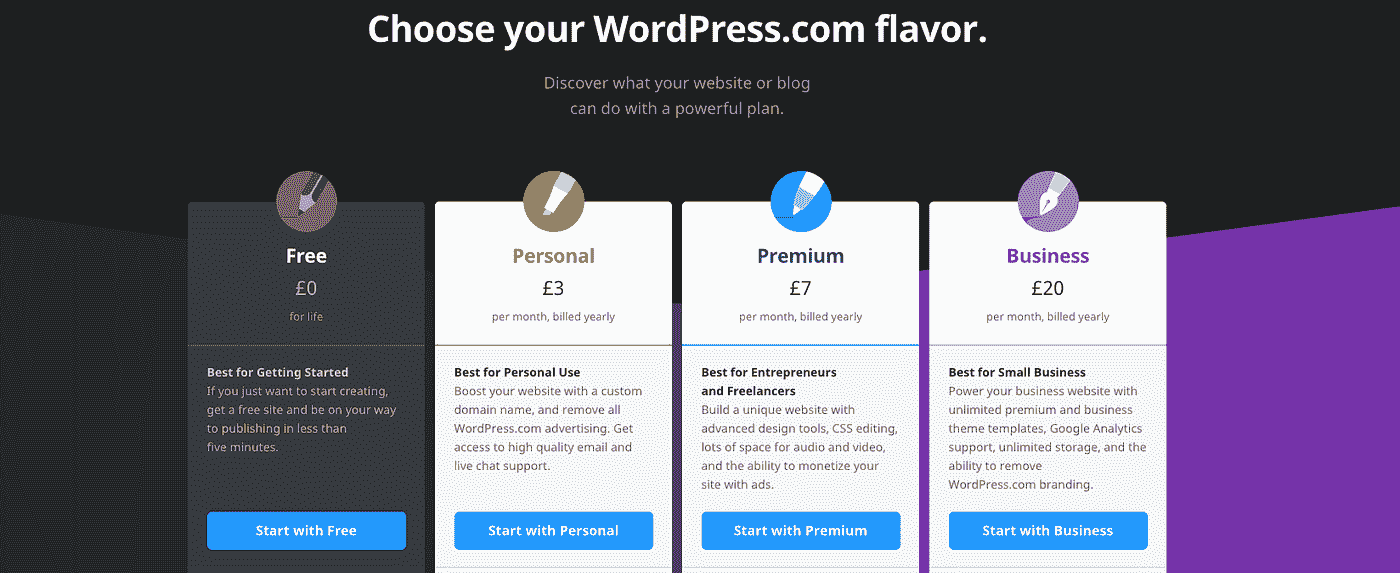 Choose your WordPress.com flavor.
Discover what your website or blog
can do with a powerful plan.
Free
£0
for life
Best for Getting Started
If you just want to start creating,
get a free site and be on your way
to publishing in less than
five minutes.
Start with Free
Personal
£3
per month, billed yearly
Best for Personal Use
Boost your website with a custom
domain name, and remove all
WordPress.com advertising. Get
access to high quality email and
live chat support.
Start with Personal
Premium
£7
per month, billed yearly
Best for Entrepreneurs
and Freelancers
Build a unique website with
advanced design tools, CSS editing,
lots of space for audio and video,
and the ability to monetize your
site with ads.
Start with Premium
Business
£20
per month, billed yearly
Best for Small Business
Power your business website with
unlimited premium and business
theme templates, Google Analytics
support, unlimited storage, and the
ability to remove
WordPress.com branding.
Start with Business